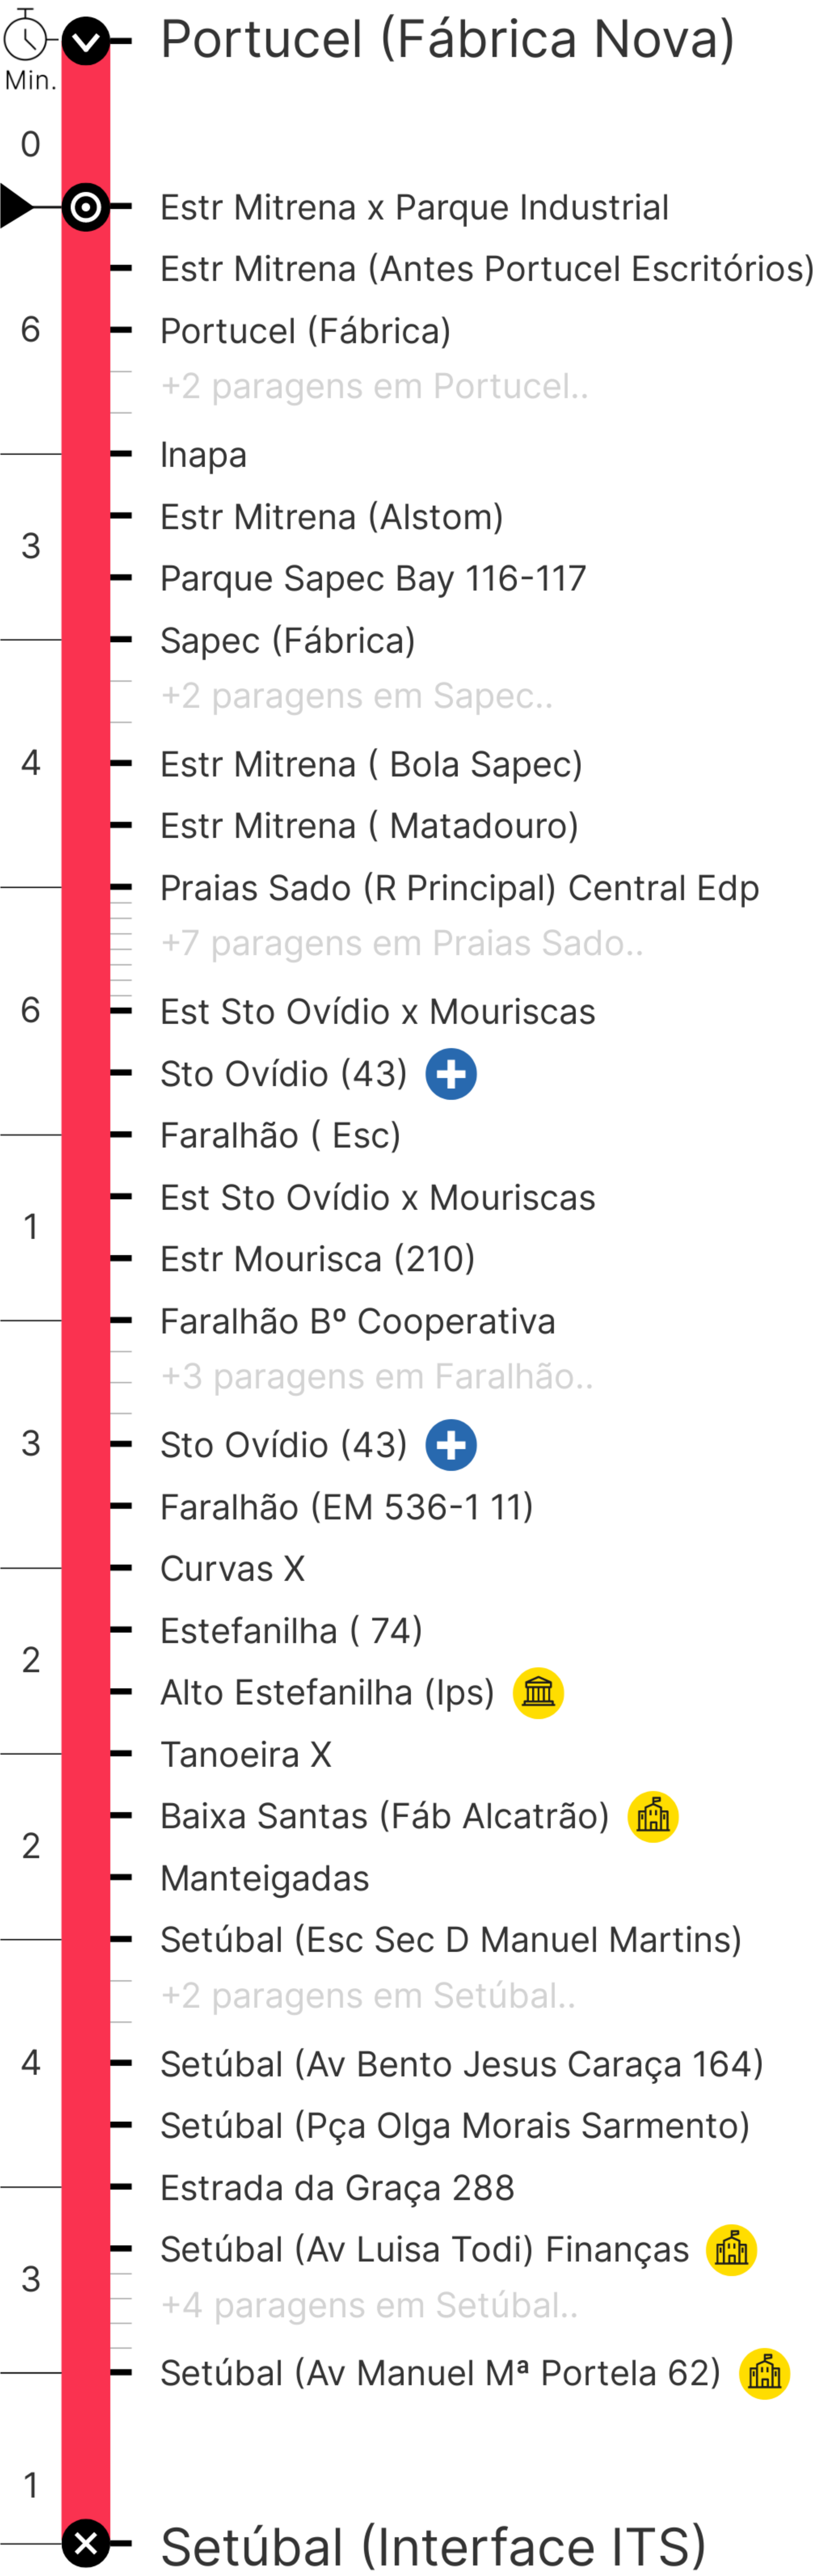 Portucel (Fábrica Nova)
Min.
0
Estr Mitrena x Parque Industrial
Estr Mitrena (Antes Portucel Escritórios)
6
Portucel (Fábrica)
+2 paragens em Portucel..
Inapa
Estr Mitrena (Alstom)
3
Parque Sapec Bay 116-117
Sapec (Fábrica)
+2 paragens em Sapec..
4
Estr Mitrena ( Bola Sapec)
Estr Mitrena ( Matadouro)
Praias Sado (R Principal) Central Edp
+7 paragens em Praias Sado..
6
Est Sto Ovídio x Mouriscas
Sto Ovídio (43)
Faralhão ( Esc)
Est Sto Ovídio x Mouriscas
1
Estr Mourisca (210)
Faralhão Bº Cooperativa
+3 paragens em Faralhão..
3
Sto Ovídio (43)
Faralhão (EM 536-1 11)
Curvas X
Estefanilha ( 74)
2
Alto Estefanilha (Ips)
Tanoeira X
Baixa Santas (Fáb Alcatrão)
2
Manteigadas
Setúbal (Esc Sec D Manuel Martins)
+2 paragens em Setúbal..
4
Setúbal (Av Bento Jesus Caraça 164)
Setúbal (Pça Olga Morais Sarmento)
Estrada da Graça 288
Setúbal (Av Luisa Todi) Finanças
3
+4 paragens em Setúbal..
Setúbal (Av Manuel Mª Portela 62)
1
Setúbal (Interface ITS)